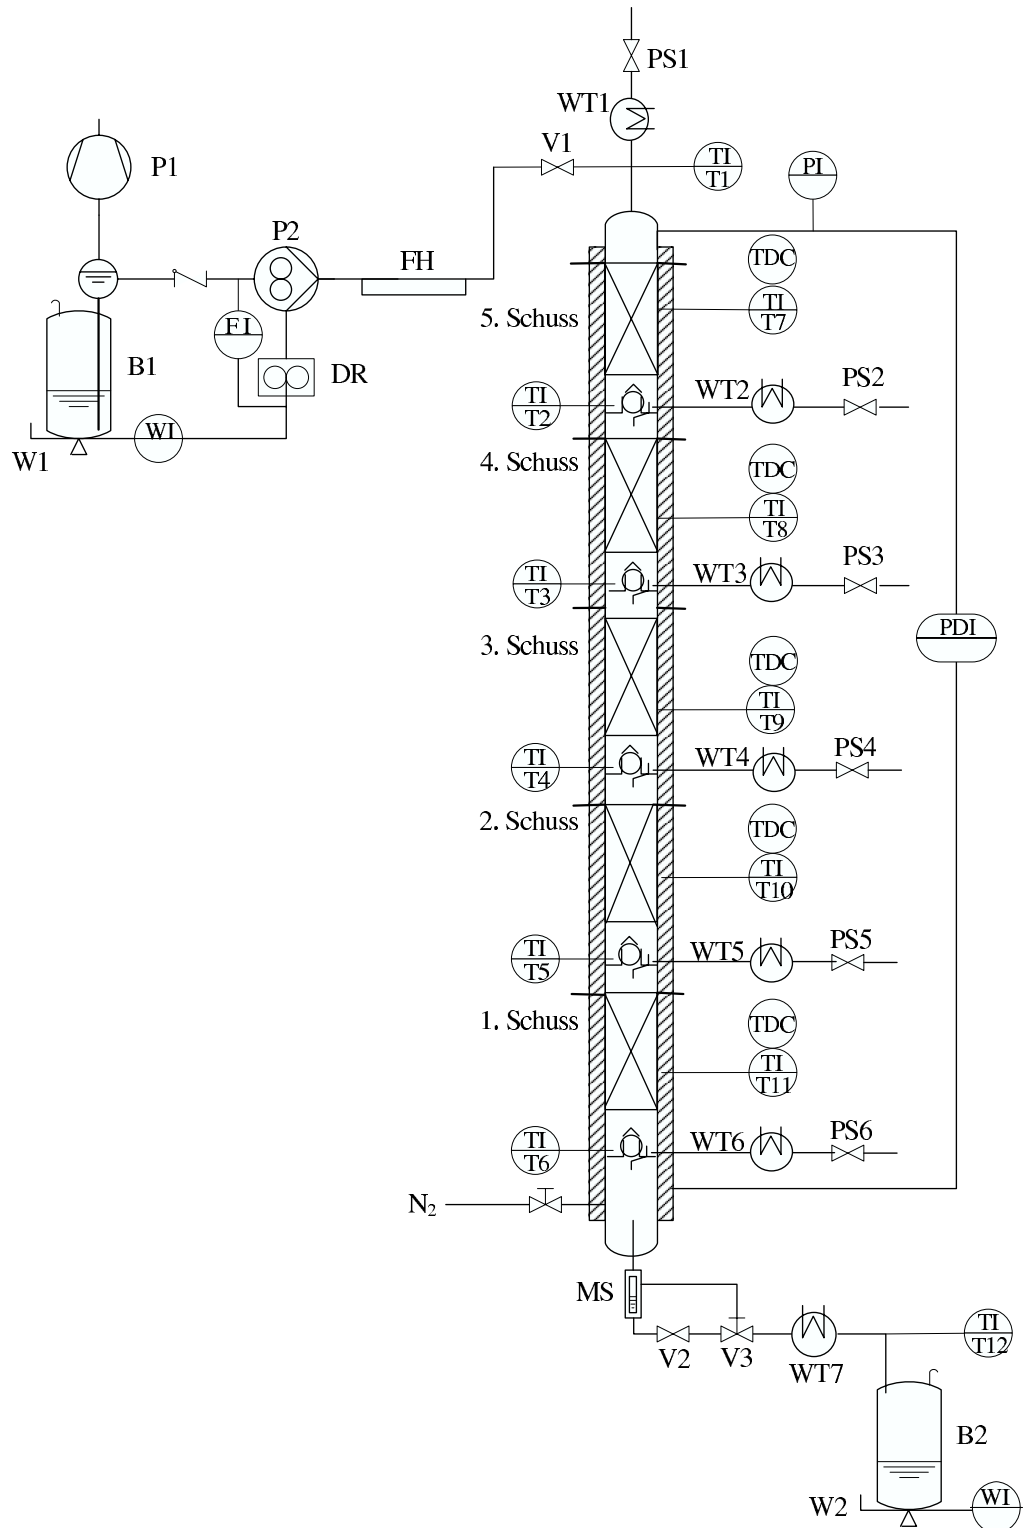 PS1
WT1
P1
V1
TI
T1
PI
P2
FH
TDC
5. Schuss
TI
T7
FI
B1
DR
WT2
PS2
TI
T2
WI
W1
4. Schuss
TDC
TI
T8
TI
T3
WT3
PS3
PDI
3. Schuss
TDC
TI
T9
TI
T4
WT4
PS4
2. Schuss
TDC
TI
T10
TI
T5
WT5
PS5
1. Schuss
TDC
TI
T11
TI
T6
WT6
PS6
N₂
MS
V2
V3
WT7
TI
T12
B2
W2
WI